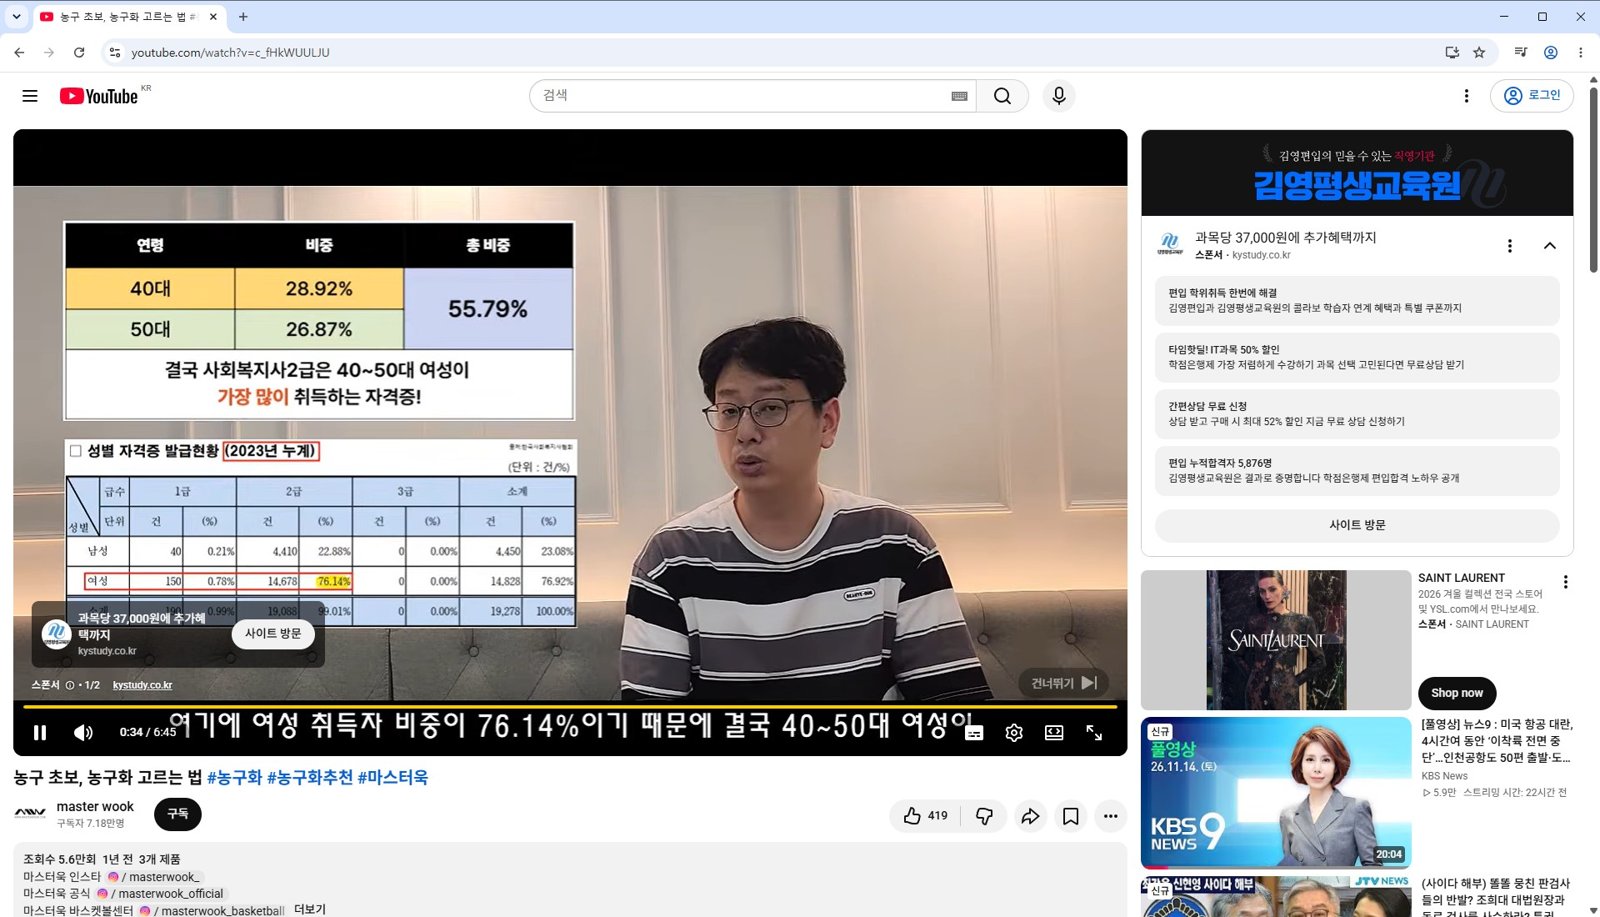 농구 초보, 농구화 고르는 법 #
youtube.com/watch?v=c_fHkWUULJU
YouTube KR
검색
로그인
연령 비중 총 비중
40대 28.92% 55.79%
50대 26.87%
결국 사회복지사2급은 40~50대 여성이
가장 많이 취득하는 자격증!
□ 성별 자격증 발급현황 (2023년 누계)
(단위 : 건/%)
급수 1급 2급 3급 소계
성별 단위 건 (%) 건 (%) 건 (%) 건 (%)
남성 40 0.21% 4,410 22.88% 0 0.00% 4,450 23.08%
여성 150 0.78% 14,678 76.14% 0 0.00% 14,828 76.92%
소계 190 0.99% 19,088 99.01% 0 0.00% 19,278 100.00%
과목당 37,000원에 추가혜
택까지
kystudy.co.kr
사이트 방문
스폰서 · 1/2 kystudy.co.kr
건너뛰기
0:34 / 6:45
여기에 여성 취득자 비중이 76.14%이기 때문에 결국 40~50대 여성이
농구 초보, 농구화 고르는 법 #농구화 #농구화추천 #마스터욱
master wook
구독자 7.18만명
구독
419
조회수 5.6만회 1년 전 3개 제품
마스터욱 인스타 / masterwook_
마스터욱 공식 / masterwook_official
마스터욱 바스켓볼센터 / masterwook_basketball 더보기
김영편입의 믿을 수 있는 직영기관
김영평생교육원
과목당 37,000원에 추가혜택까지
스폰서 · kystudy.co.kr
편입 학위취득 한번에 해결
김영편입과 김영평생교육원의 콜라보 학습자 연계 혜택과 특별 쿠폰까지
타임핫딜! IT과목 50% 할인
학점은행제 가장 저렴하게 수강하기 과목 선택 고민된다면 무료상담 받기
간편상담 무료 신청
상담 받고 구매 시 최대 52% 할인 지금 무료 상담 신청하기
편입 누적합격자 5,876명
김영평생교육원은 결과로 증명합니다 학점은행제 편입합격 노하우 공개
사이트 방문
SAINT LAURENT
SAINT LAURENT
2026 겨울 컬렉션 전국 스토어
및 YSL.com에서 만나보세요.
스폰서 · SAINT LAURENT
Shop now
신규
풀영상
26.11.14.(토)
KBS
NEWS 9
20:04
[풀영상] 뉴스9 : 미국 항공 대란,
4시간여 동안 '이착륙 전면 중
단'…인천공항도 50편 출발·도...
KBS News
5.9만 스트리밍 시간: 22시간 전
신규
JTV NEWS
(사이다 해부) 똘똘 뭉친 판검사
들의 반발? 조희대 대법원장과